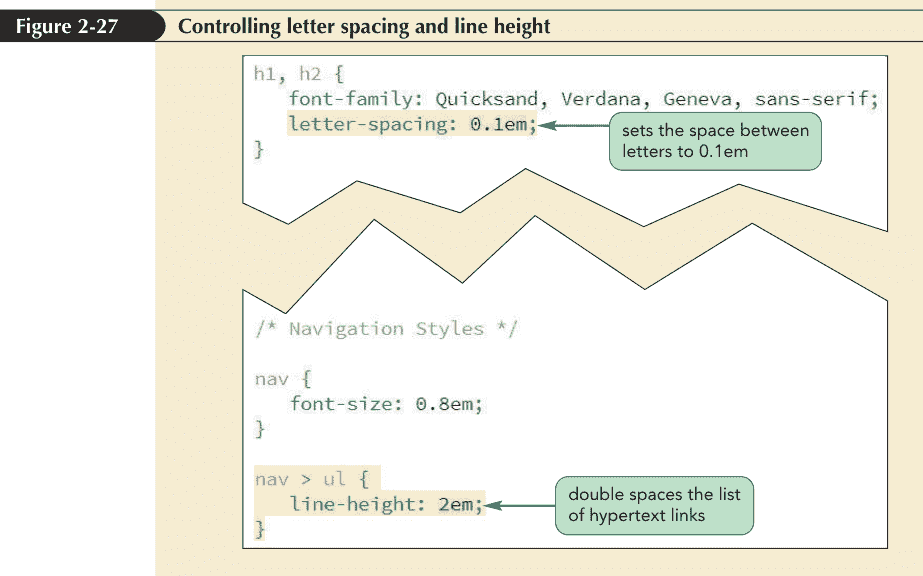 Figure 2-27 Controlling letter spacing and line height
h1, h2 {
font-family: Quicksand, Verdana, Geneva, sans-serif;
letter-spacing: 0.1em;
sets the space between
letters to 0.1em
}
/* Navigation Styles */
nav {
font-size: 0.8em;
}
nav > ul {
line-height: 2em;
double spaces the list
of hypertext links
}